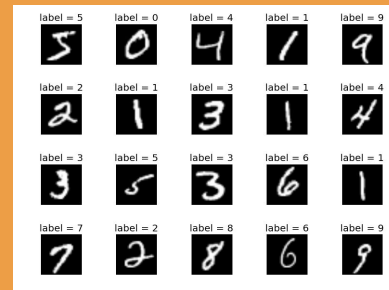 label = 5 label = 0 label = 4 label = 1 label = 9
5 0 4 1 9
label = 2 label = 1 label = 3 label = 1 label = 4
2 1 3 1 4
label = 3 label = 5 label = 3 label = 6 label = 1
3 5 3 6 1
label = 7 label = 2 label = 8 label = 6 label = 9
7 2 8 6 9